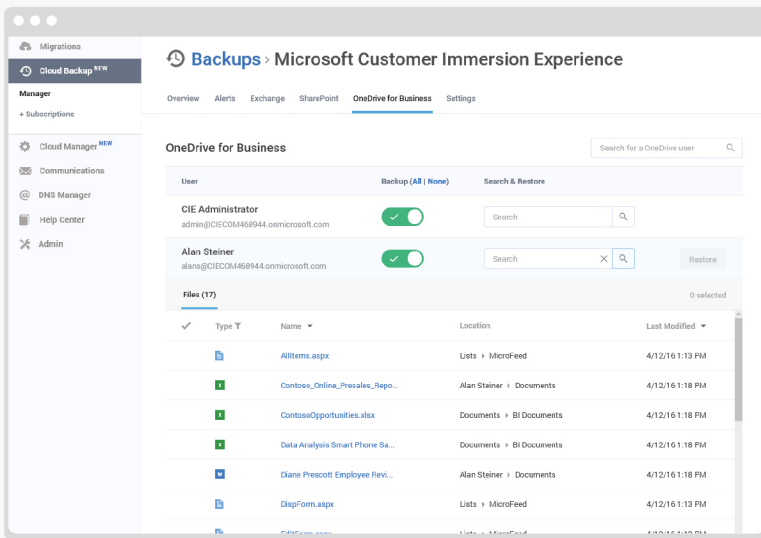 Migrations
Cloud Backup NEW
Manager
+ Subscriptions
Cloud Manager NEW
Communications
DNS Manager
Help Center
Admin
Backups > Microsoft Customer Immersion Experience
Overview Alerts Exchange SharePoint OneDrive for Business Settings
OneDrive for Business
Search for a OneDrive user
User Backup (All | None) Search & Restore
CIE Administrator
admin@CIECOM468944.onmicrosoft.com
Search
Alan Steiner
alans@CIECOM468944.onmicrosoft.com
Search
Restore
Files (17) 0 selected
Type Name Location Last Modified
AllItems.aspx Lists MicroFeed 4/12/16 1:13 PM
Contoso_Online_Presales_Repo... Alan Steiner Documents 4/12/16 1:18 PM
ContosoOpportunities.xlsx Documents BI Documents 4/12/16 1:18 PM
Data Analysis Smart Phone Sa... Documents BI Documents 4/12/16 1:18 PM
Diane Prescott Employee Revi... Alan Steiner Documents 4/12/16 1:18 PM
DispForm.aspx Lists MicroFeed 4/12/16 1:13 PM